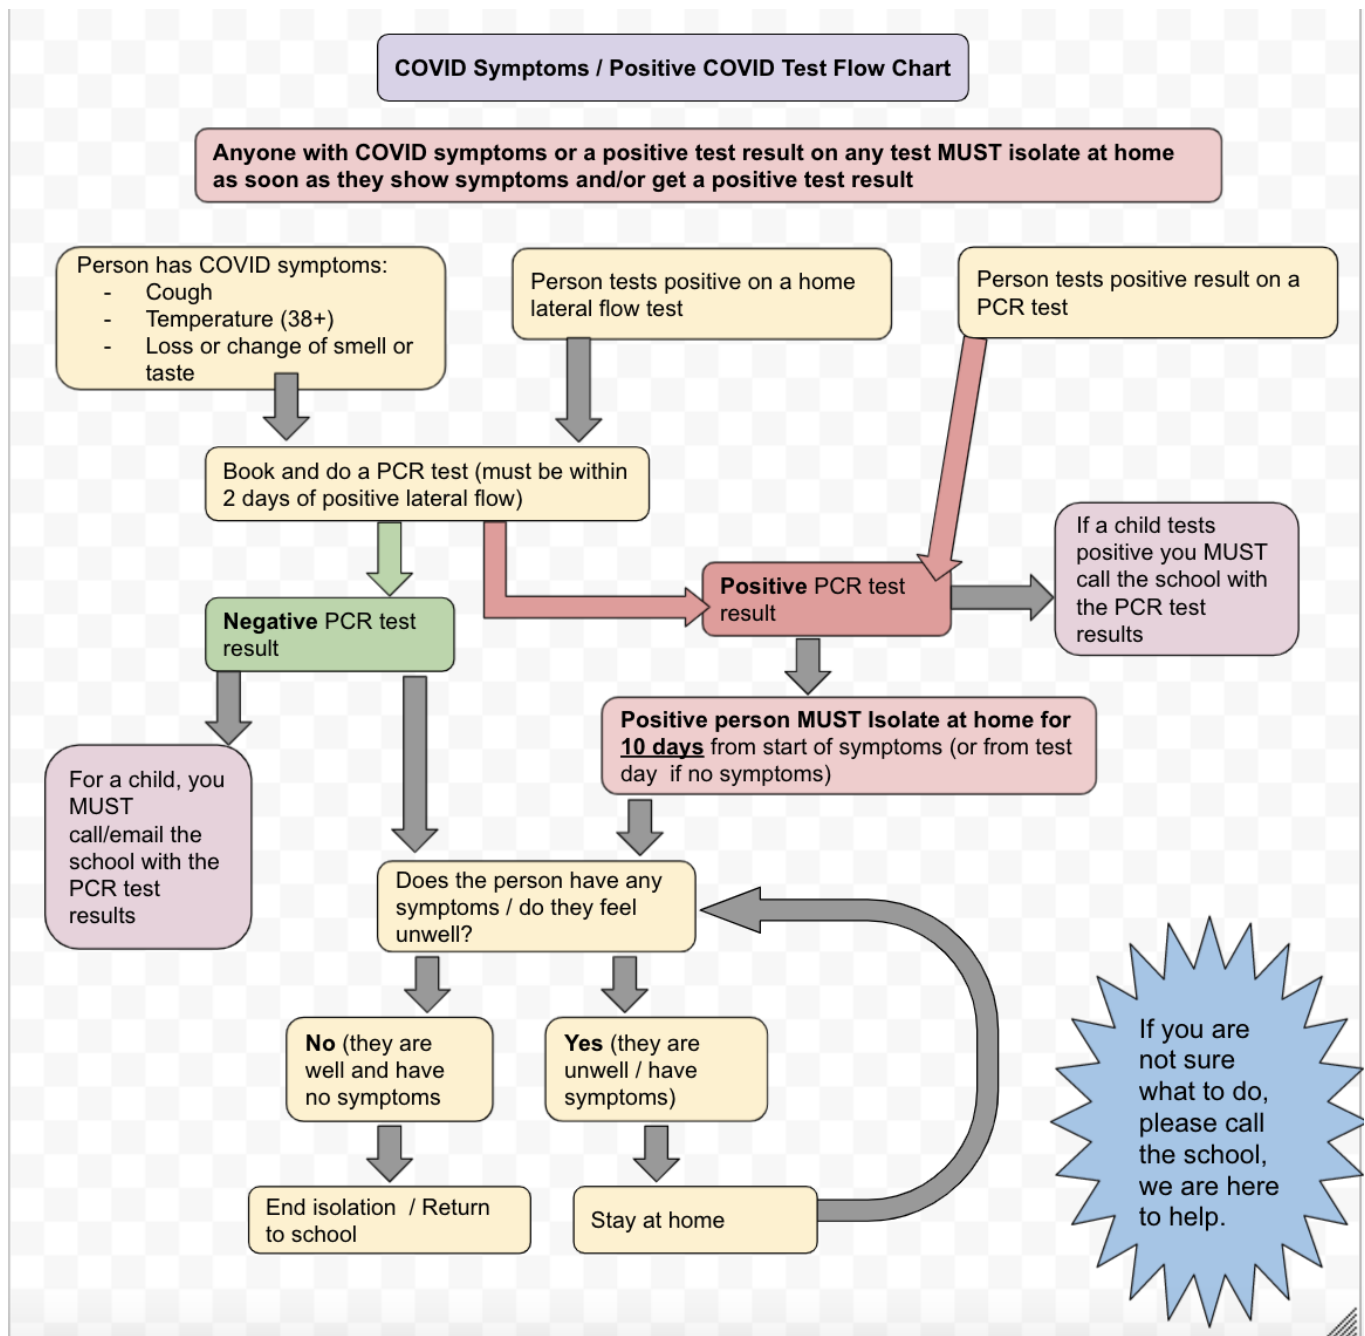 COVID Symptoms / Positive COVID Test Flow Chart
Anyone with COVID symptoms or a positive test result on any test MUST isolate at home
as soon as they show symptoms and/or get a positive test result
Person has COVID symptoms:
- Cough
- Temperature (38+)
- Loss or change of smell or
taste
Person tests positive on a home
lateral flow test
Person tests positive result on a
PCR test
Book and do a PCR test (must be within
2 days of positive lateral flow)
If a child tests
positive you MUST
call the school with
the PCR test
results
Positive PCR test
result
Negative PCR test
result
Positive person MUST Isolate at home for
10 days from start of symptoms (or from test
day if no symptoms)
For a child, you
MUST
call/email the
school with the
PCR test
results
Does the person have any
symptoms / do they feel
unwell?
No (they are
well and have
no symptoms
Yes (they are
unwell / have
symptoms)
End isolation / Return
to school
Stay at home
If you are
not sure
what to do,
please call
the school,
we are here
to help.